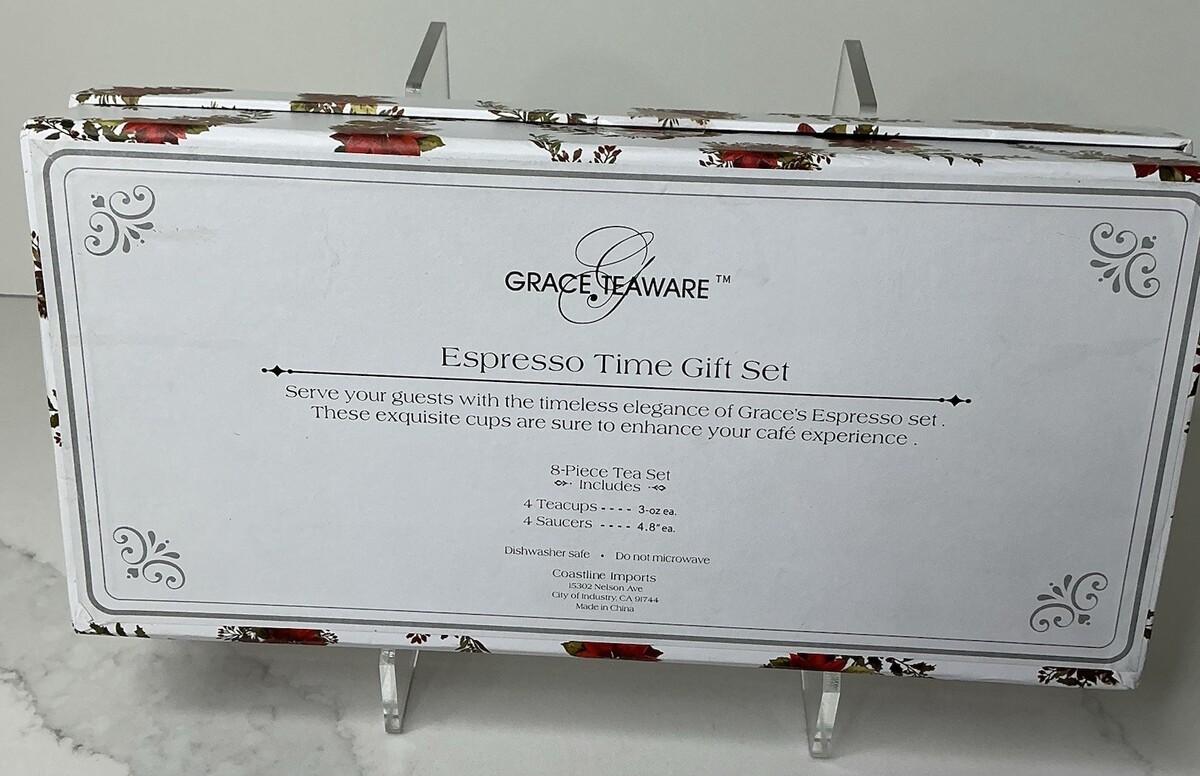 G
GRACE TEAWARE™
Espresso Time Gift Set
Serve your guests with the timeless elegance of Grace's Espresso set .
These exquisite cups are sure to enhance your café experience .
8-Piece Tea Set
Includes
4 Teacups ---- 3-oz ea.
4 Saucers ---- 4.8" ea.
Dishwasher safe • Do not microwave
Coastline Imports
15302 Nelson Ave
City of Industry, CA 91744
Made in China